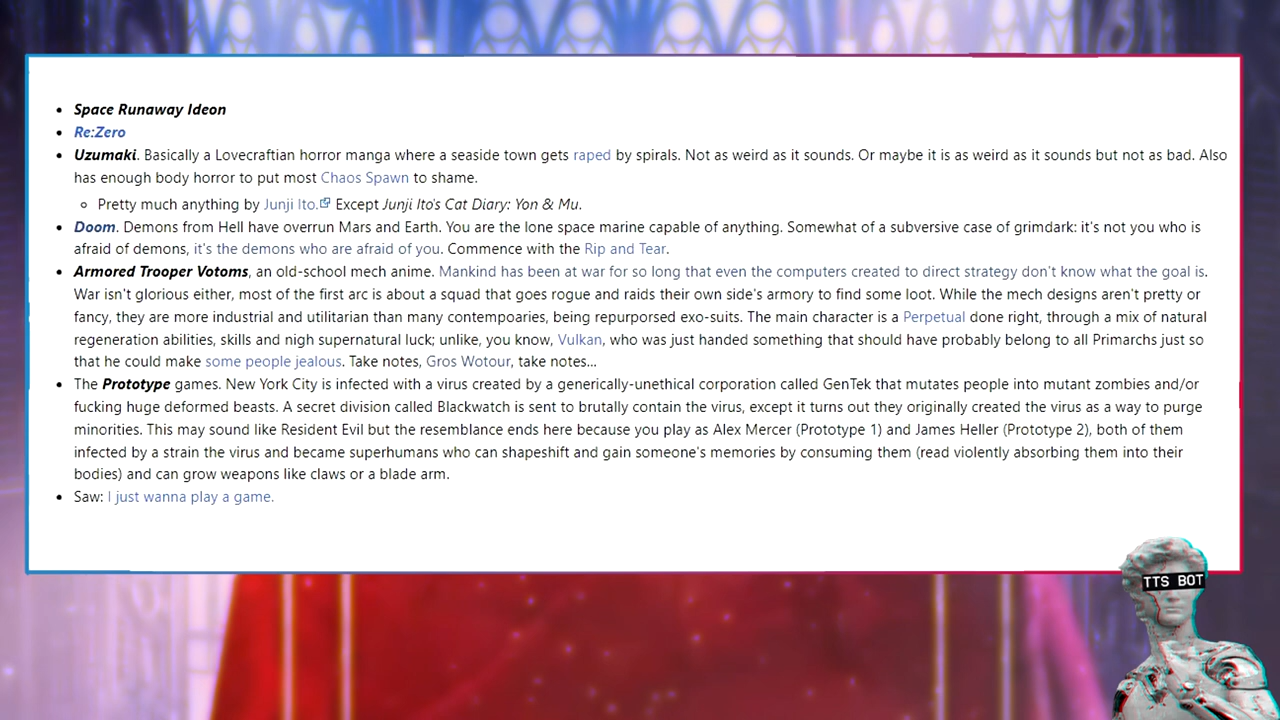 Space Runaway Ideon
Re:Zero
Uzumaki. Basically a Lovecraftian horror manga where a seaside town gets raped by spirals. Not as weird as it sounds. Or maybe it is as weird as it sounds but not as bad. Also
has enough body horror to put most Chaos Spawn to shame.
Pretty much anything by Junji Ito. Except Junji Ito's Cat Diary: Yon & Mu.
Doom. Demons from Hell have overrun Mars and Earth. You are the lone space marine capable of anything. Somewhat of a subversive case of grimdark: it's not you who is
afraid of demons, it's the demons who are afraid of you. Commence with the Rip and Tear.
Armored Trooper Votoms, an old-school mech anime. Mankind has been at war for so long that even the computers created to direct strategy don't know what the goal is.
War isn't glorious either, most of the first arc is about a squad that goes rogue and raids their own side's armory to find some loot. While the mech designs aren't pretty or
fancy, they are more industrial and utilitarian than many contempoaries, being repurporsed exo-suits. The main character is a Perpetual done right, through a mix of natural
regeneration abilities, skills and nigh supernatural luck; unlike, you know, Vulkan, who was just handed something that should have probably belong to all Primarchs just so
that he could make some people jealous. Take notes, Gros Wotour, take notes...
The Prototype games. New York City is infected with a virus created by a generically-unethical corporation called GenTek that mutates people into mutant zombies and/or
fucking huge deformed beasts. A secret division called Blackwatch is sent to brutally contain the virus, except it turns out they originally created the virus as a way to purge
minorities. This may sound like Resident Evil but the resemblance ends here because you play as Alex Mercer (Prototype 1) and James Heller (Prototype 2), both of them
infected by a strain the virus and became superhumans who can shapeshift and gain someone's memories by consuming them (read violently absorbing them into their
bodies) and can grow weapons like claws or a blade arm.
Saw: I just wanna play a game.
TTS BOT